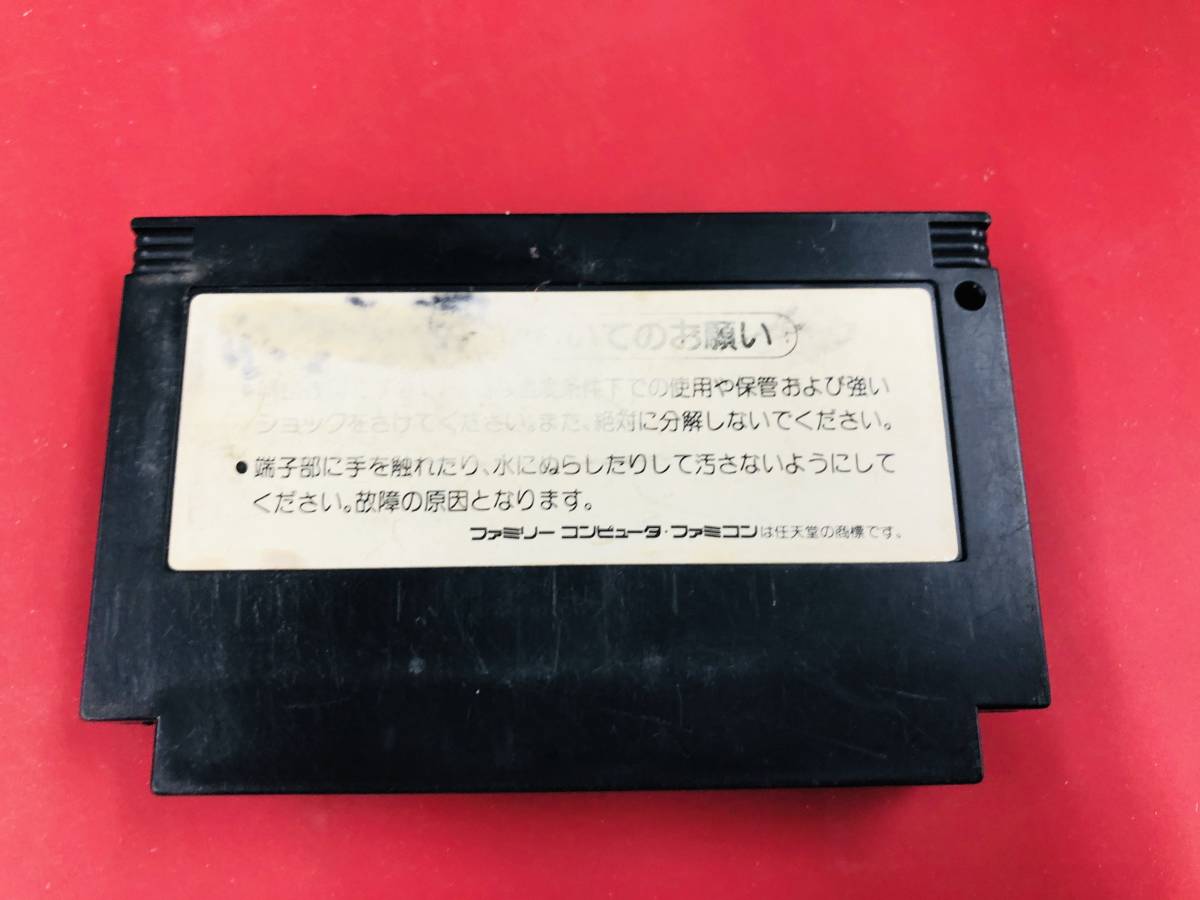 いてのお願い
条件下での使用や保管および強い
ショックをさけてください。また、絶対に分解しないでください。
● 端子部に手を触れたり、水にぬらしたりして汚さないようにして
ください。故障の原因となります。
ファミリー コンピュータ・ファミコンは任天堂の商標です。